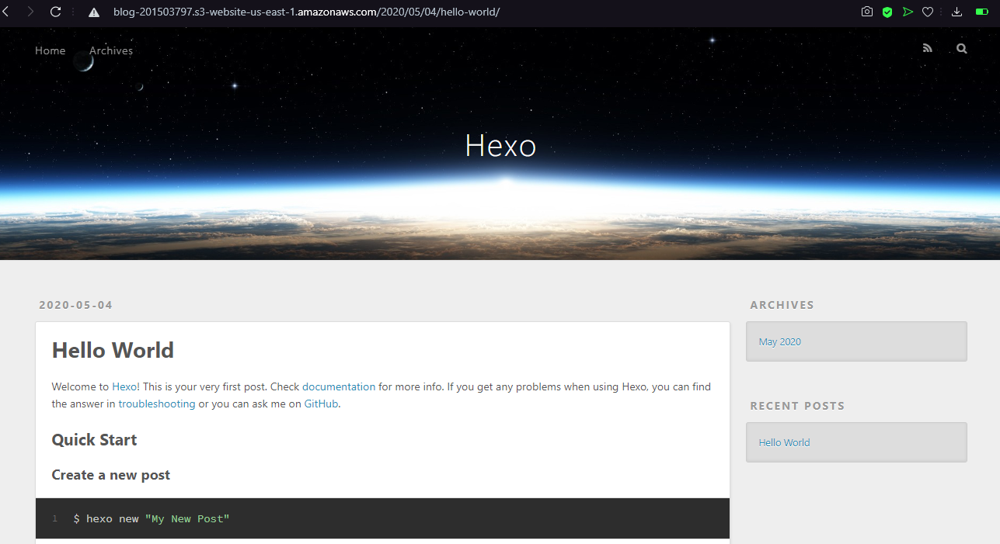 blog-201503797.s3-website-us-east-1.amazonaws.com/2020/05/04/hello-world/
Home Archives
Hexo
2020-05-04
Hello World
Welcome to Hexo! This is your very first post. Check documentation for more info. If you get any problems when using Hexo, you can find
the answer in troubleshooting or you can ask me on GitHub.
Quick Start
Create a new post
1 $ hexo new "My New Post"
ARCHIVES
May 2020
RECENT POSTS
Hello World